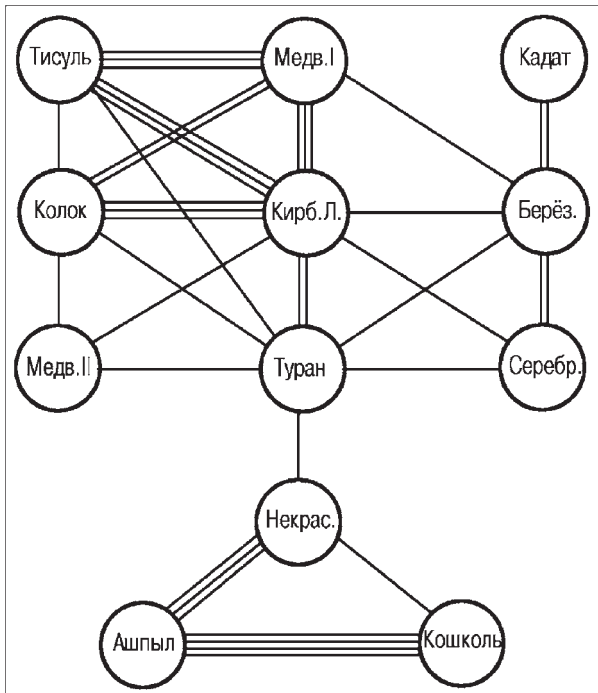 Тисуль
Медв.I
Кадат
Колок
Кирб.Л.
Берёз.
Медв.II
Туран
Серебр.
Некрас.
Ашпыл
Кошколь